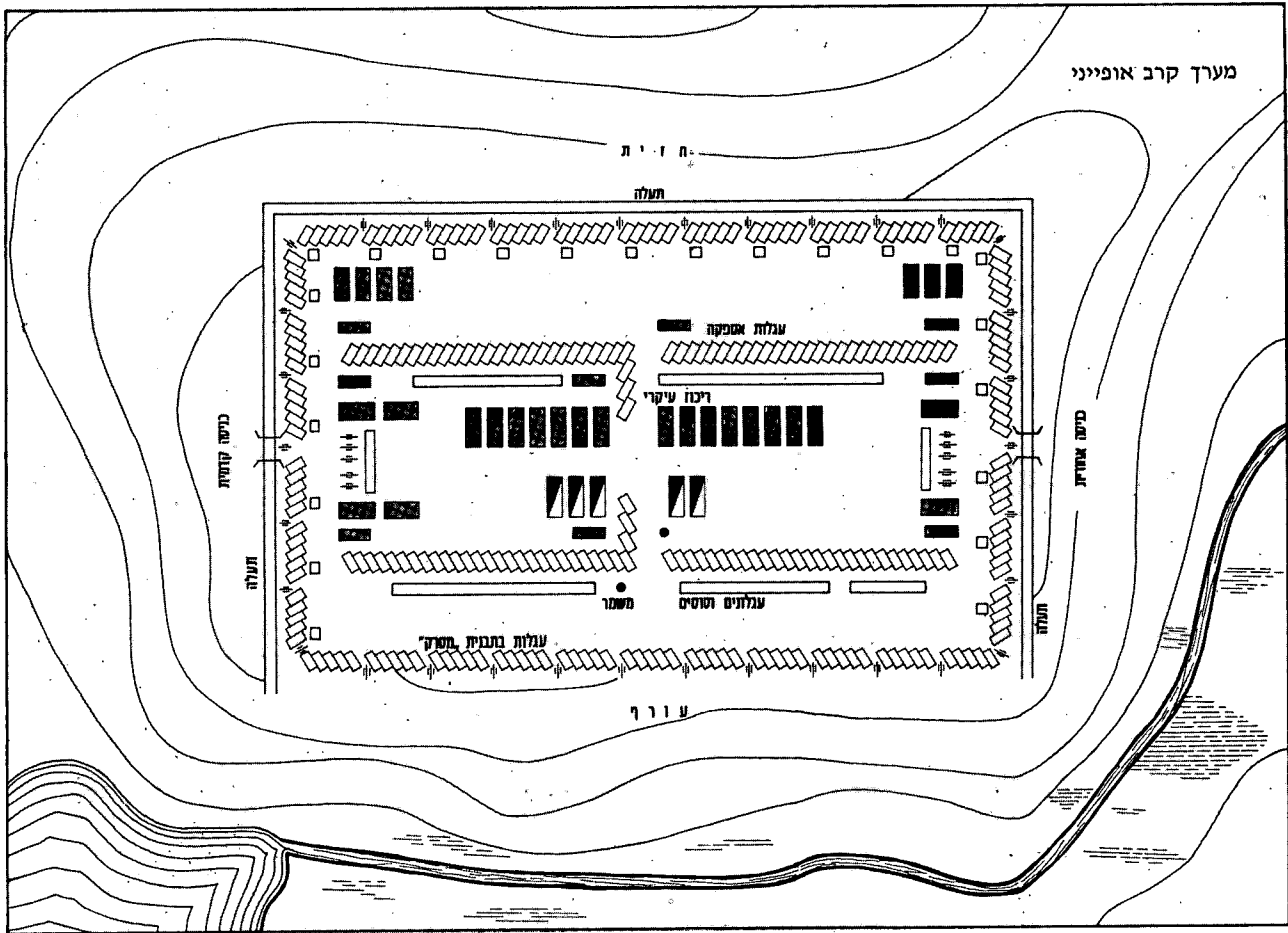 מערך קרב אופייני
חזית
תעלה
עגלות אספקה
ריכוז עיקרי
כניסה קדמית
כניסה אחורית
תעלה
תעלה
משמר
עגלונים וסוסים
עגלות בתבנית „מסרק"
עורף